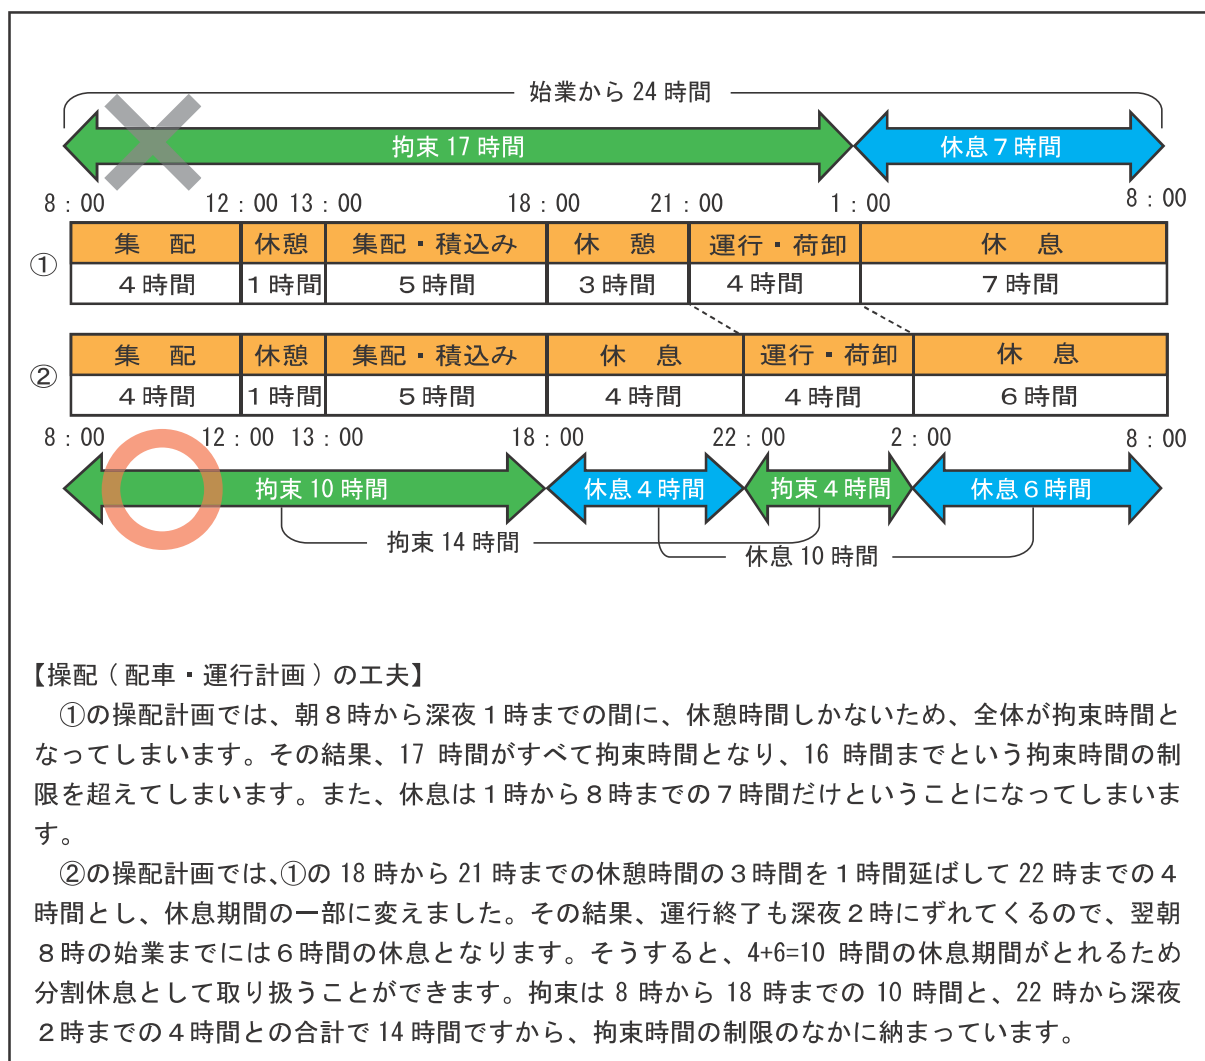 始業から 24 時間
拘束 17 時間
休息７時間
8：00 12：00 13：00 18：00 21：00 1：00 8：00
①
集　配 休憩 集配・積込み 休　憩 運行・荷卸 休　息
４時間 １時間 ５時間 ３時間 ４時間 ７時間
②
集　配 休憩 集配・積込み 休　息 運行・荷卸 休　息
４時間 １時間 ５時間 ４時間 ４時間 ６時間
8：00 12：00 13：00 18：00 22：00 2：00 8：00
拘束 10 時間 休息４時間 拘束４時間 休息６時間
拘束 14 時間
休息 10 時間
【操配（配車・運行計画）の工夫】
①の操配計画では、朝８時から深夜１時までの間に、休憩時間しかないため、全体が拘束時間と
なってしまいます。その結果、17 時間がすべて拘束時間となり、16 時間までという拘束時間の制
限を超えてしまいます。また、休息は１時から８時までの７時間だけということになってしまいま
す。
②の操配計画では、①の 18 時から 21 時までの休憩時間の３時間を１時間延ばして 22 時までの４
時間とし、休息期間の一部に変えました。その結果、運行終了も深夜２時にずれてくるので、翌朝
８時の始業までには６時間の休息となります。そうすると、4+6=10 時間の休息期間がとれるため
分割休息として取り扱うことができます。拘束は 8 時から 18 時までの 10 時間と、22 時から深夜
２時までの４時間との合計で 14 時間ですから、拘束時間の制限のなかに納まっています。